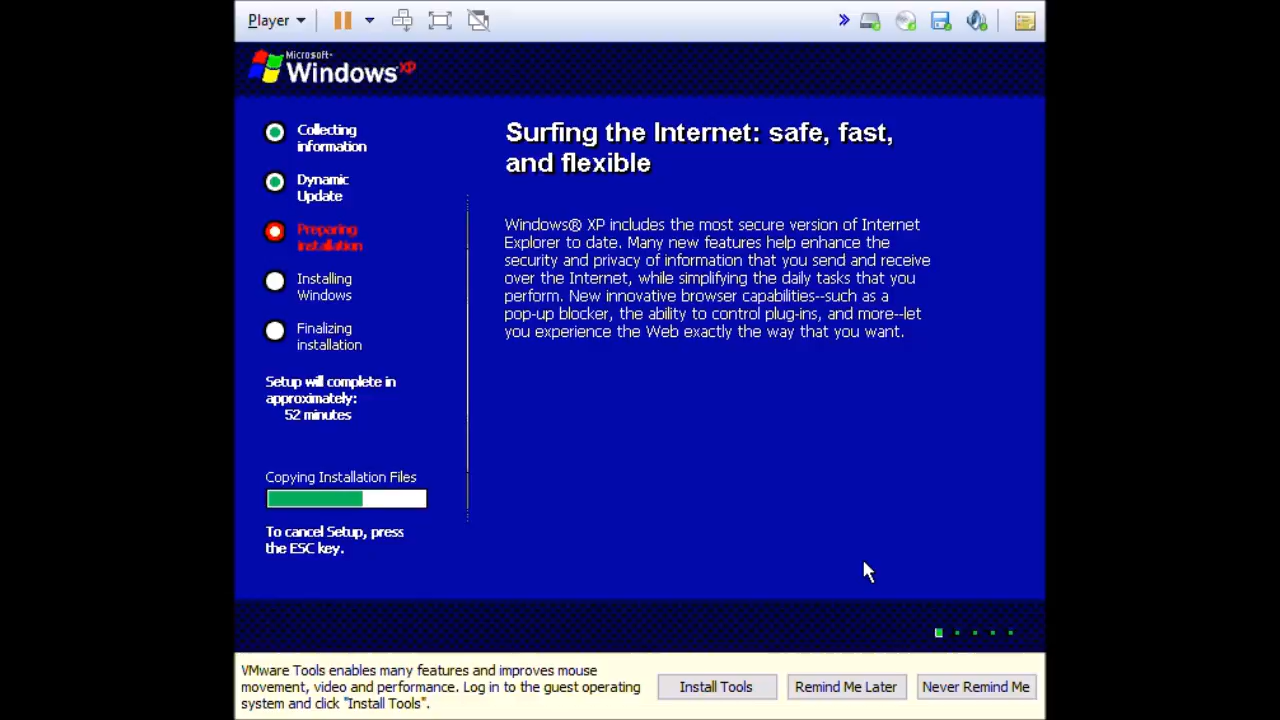 Player
Microsoft
Windows xp
Collecting
information
Dynamic
Update
Preparing
installation
Installing
Windows
Finalizing
installation
Setup will complete in
approximately:
52 minutes
Copying Installation Files
To cancel Setup, press
the ESC key.
Surfing the Internet: safe, fast,
and flexible
Windows® XP includes the most secure version of Internet
Explorer to date. Many new features help enhance the
security and privacy of information that you send and receive
over the Internet, while simplifying the daily tasks that you
perform. New innovative browser capabilities--such as a
pop-up blocker, the ability to control plug-ins, and more--let
you experience the Web exactly the way that you want.
VMware Tools enables many features and improves mouse
movement, video and performance. Log in to the guest operating
system and click "Install Tools".
Install Tools
Remind Me Later
Never Remind Me